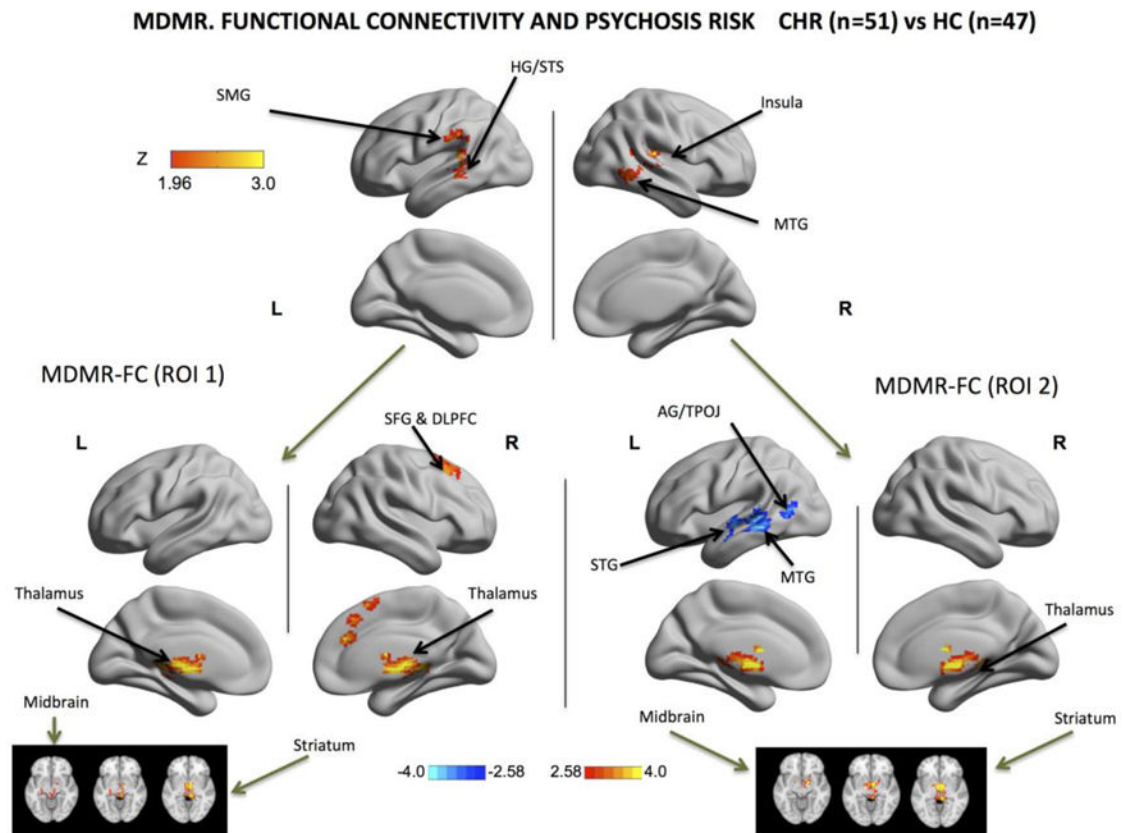 MDMR. FUNCTIONAL CONNECTIVITY AND PSYCHOSIS RISK CHR (n=51) vs HC (n=47)
HG/STS
SMG
Insula
Z
1.96 3.0
MTG
L R
MDMR-FC (ROI 1)
MDMR-FC (ROI 2)
SFG & DLPFC
AG/TPOJ
L R L R
STG
MTG
Thalamus
Thalamus
Thalamus
Midbrain
Striatum
Midbrain
Striatum
-4.0 -2.58 2.58 4.0